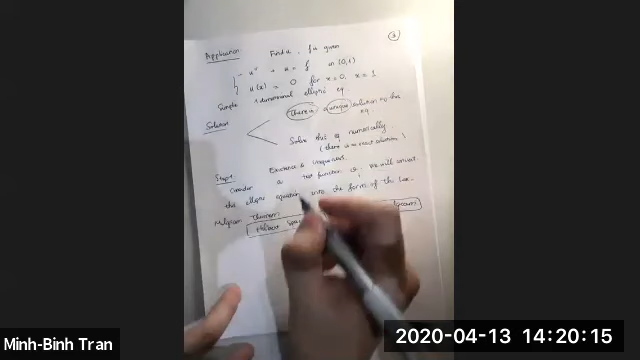 Application Find u, f is given (3)
- u'' + u = f in (0,1)
u(x) = 0 for x=0, x=1
Simple 1 dimensional elliptic eq.
Solution There is a unique solution to this eq.
Solve this eq numerically.
(there is no exact solution)
Step 1 Existence & uniqueness.
Consider a test function we will convert
this elliptic equation into the form of the Lax-
Milgram theorem
Hilbert
Minh-Binh Tran
2020-04-13 14:20:15